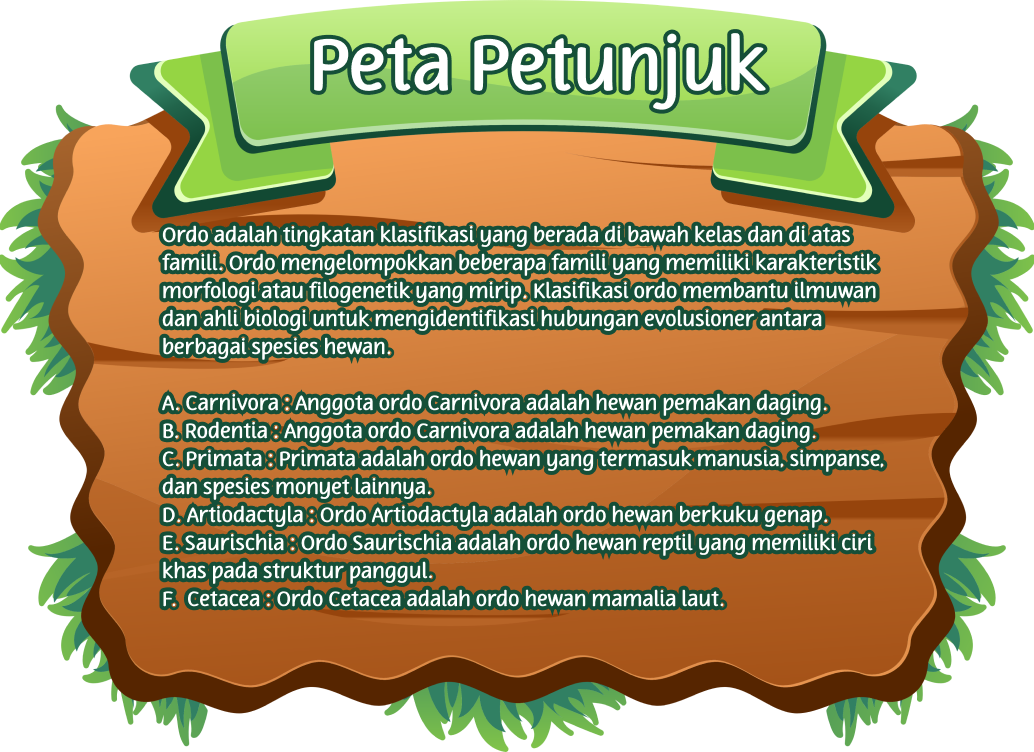 Peta Petunjuk
Ordo adalah tingkatan klasifikasi yang berada di bawah kelas dan di atas
famili. Ordo mengelompokkan beberapa famili yang memiliki karakteristik
morfologi atau filogenetik yang mirip. Klasifikasi ordo membantu ilmuwan
dan ahli biologi untuk mengidentifikasi hubungan evolusioner antara
berbagai spesies hewan.
A. Carnivora : Anggota ordo Carnivora adalah hewan pemakan daging.
B. Rodentia : Anggota ordo Carnivora adalah hewan pemakan daging.
C. Primata : Primata adalah ordo hewan yang termasuk manusia, simpanse,
dan spesies monyet lainnya.
D. Artiodactyla : Ordo Artiodactyla adalah ordo hewan berkuku genap.
E. Saurischia : Ordo Saurischia adalah ordo hewan reptil yang memiliki ciri
khas pada struktur panggul.
F.  Cetacea : Ordo Cetacea adalah ordo hewan mamalia laut.